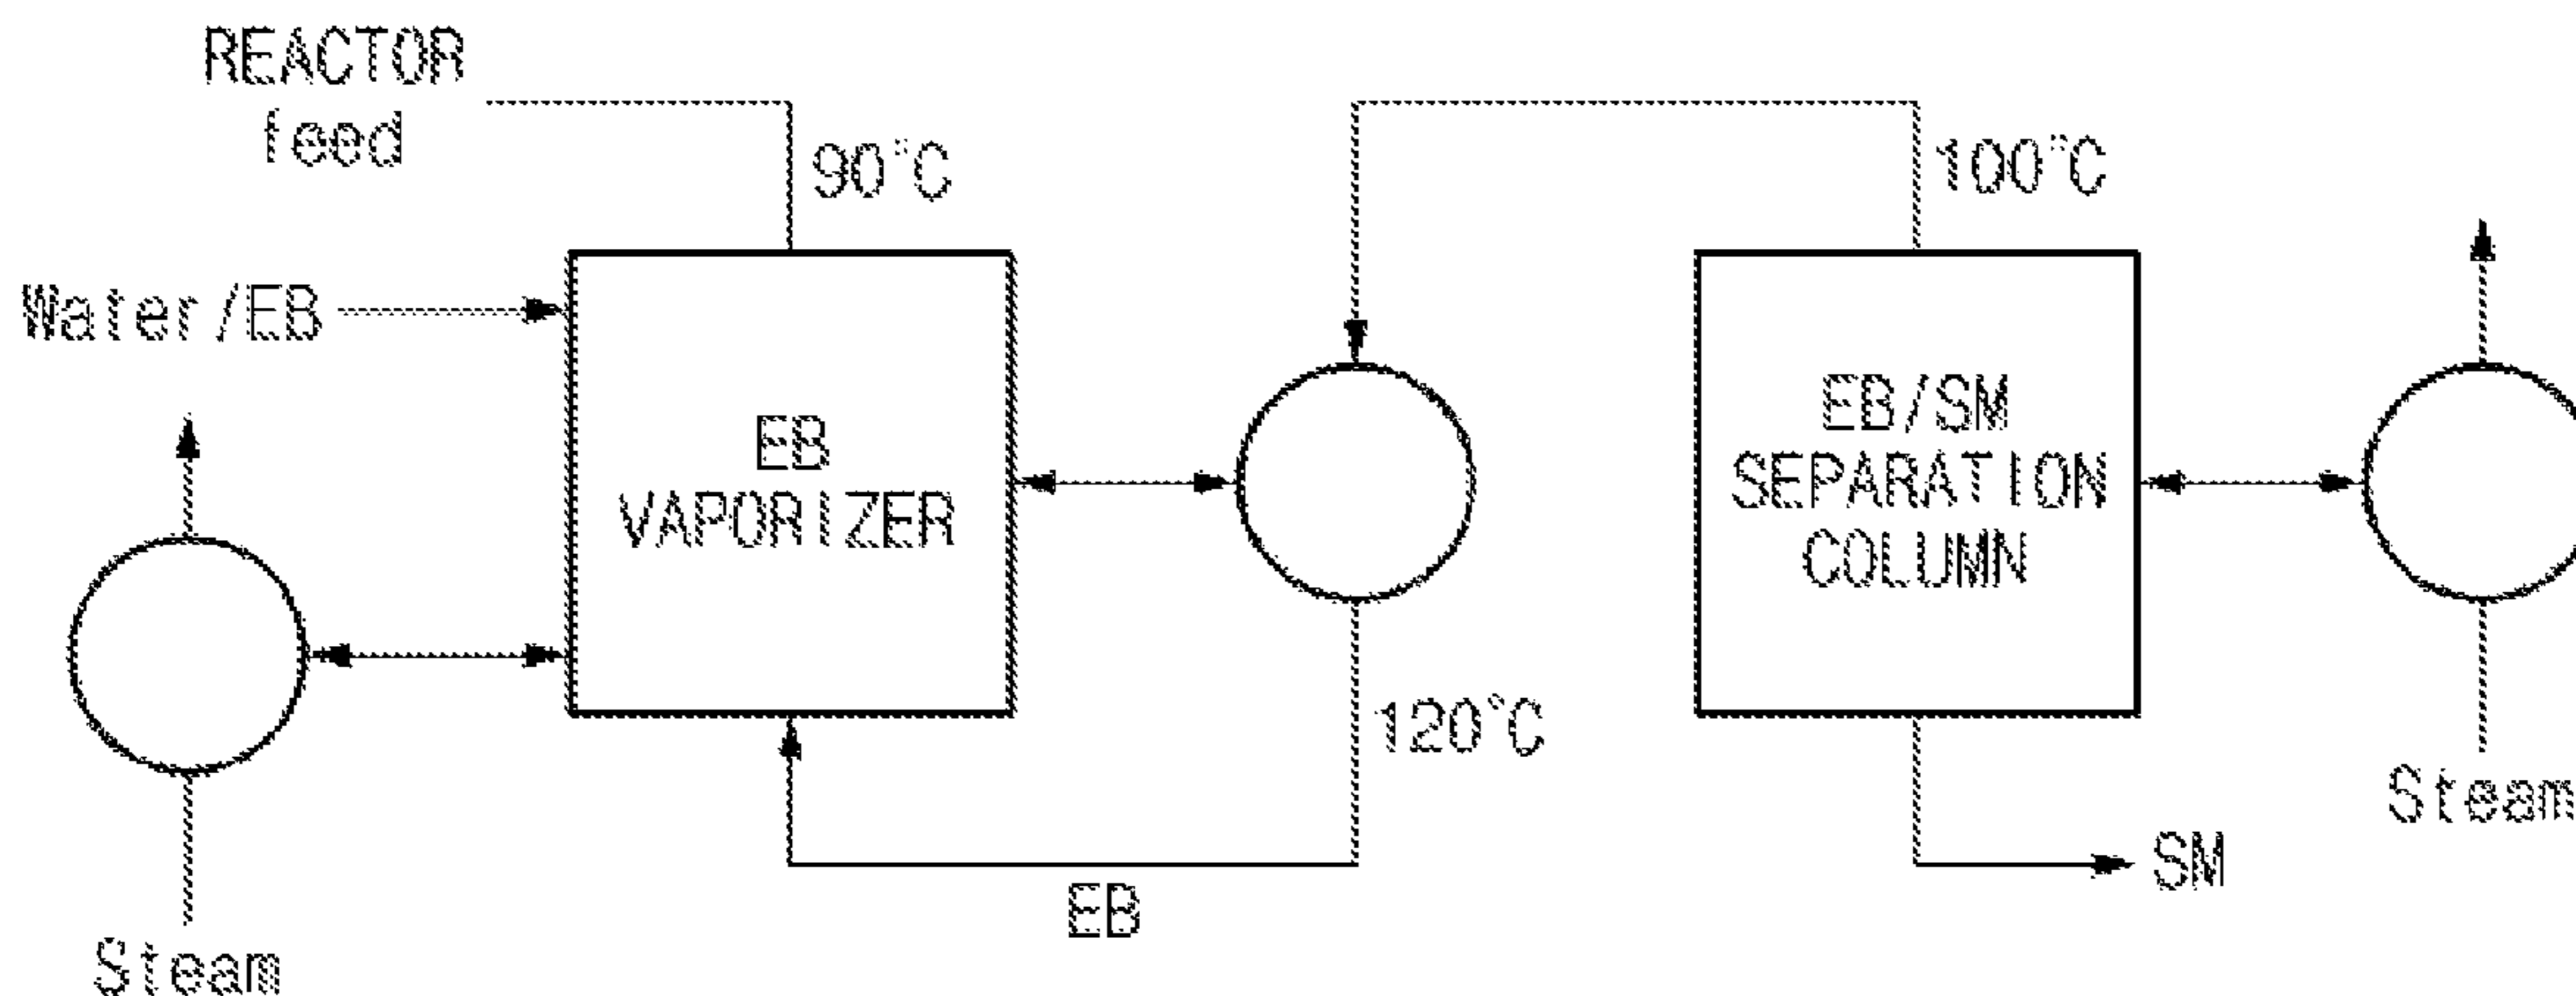 REACTOR
feed
90°C
100°C
Water/EB
EB
VAPORIZER
EB/SM
SEPARATION
COLUMN
120°C
Steam
SM
EB
Steam